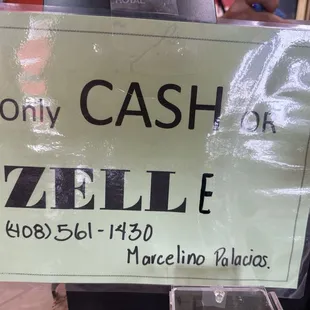 Only CASH OR
ZELLE
(408) 561-1430
Marcelino Palacios.